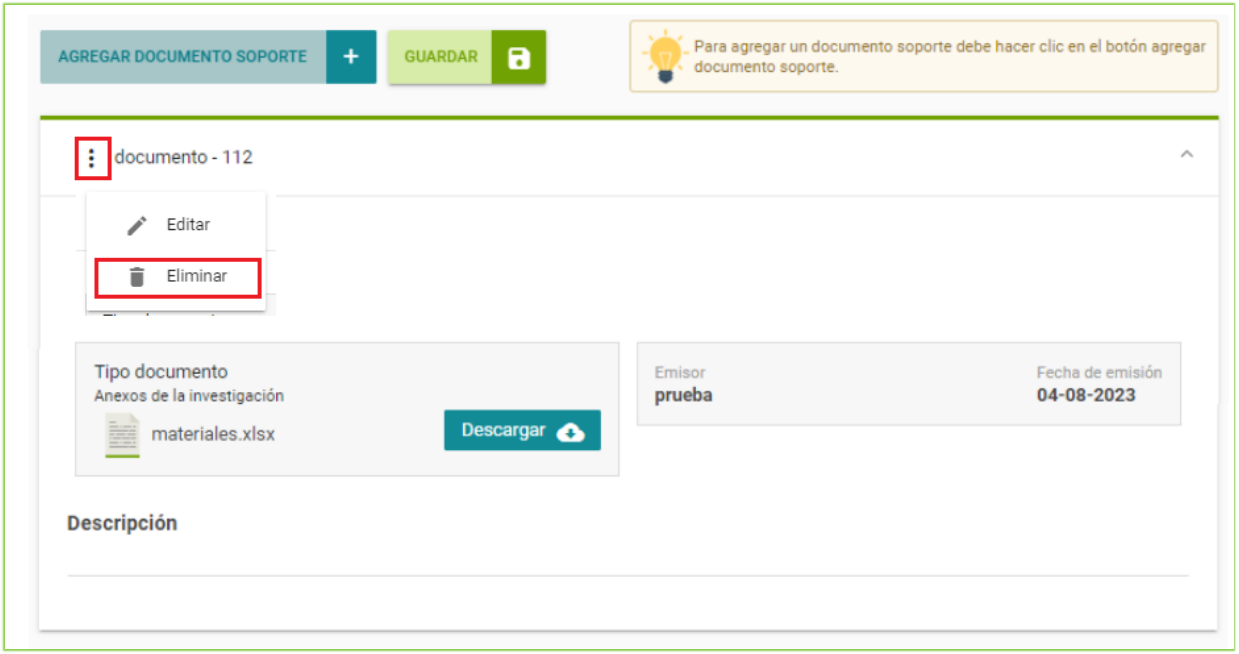 AGREGAR DOCUMENTO SOPORTE +
GUARDAR
Para agregar un documento soporte debe hacer clic en el botón agregar
documento soporte.
documento - 112
Editar
Eliminar
Tipo documento
Anexos de la investigación
materiales.xlsx
Descargar
Emisor
prueba
Fecha de emisión
04-08-2023
Descripción